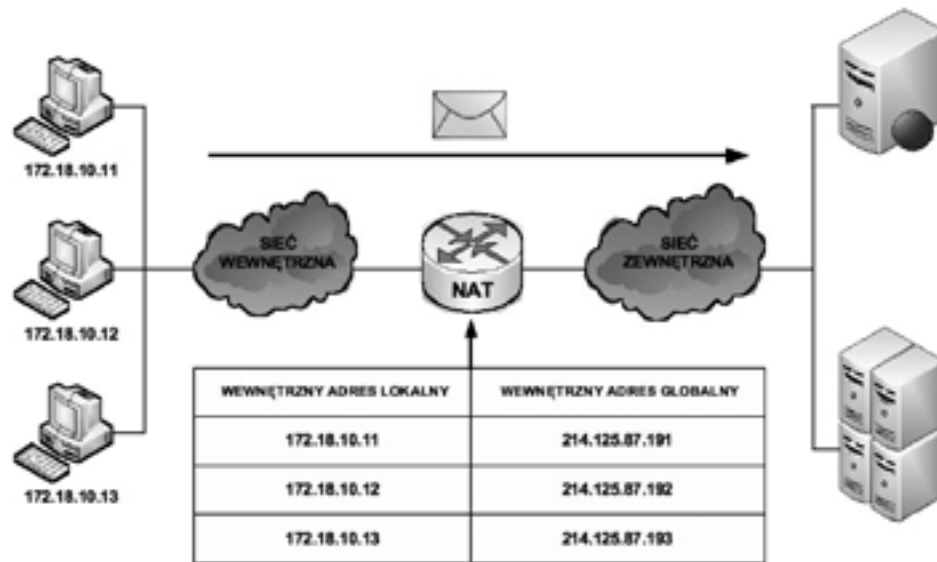 172.18.10.11
172.18.10.12
172.18.10.13
SIEĆ
WEWNĘTRZNA
NAT
SIEĆ
ZEWNĘTRZNA
WEWNĘTRZNY ADRES LOKALNY WEWNĘTRZNY ADRES GLOBALNY
172.18.10.11 214.125.87.191
172.18.10.12 214.125.87.192
172.18.10.13 214.125.87.193